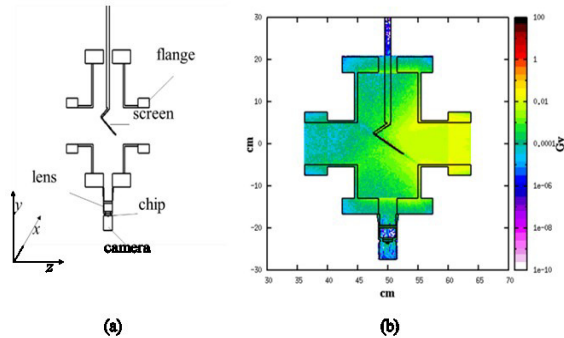 (a)
flange
screen
lens
chip
camera
y
x
z
(a)
(b)
30
20
10
0
-10
-20
-30
cm
30 35 40 45 50 55 60 65 70
cm
100
1
0,01
0,0001
1e-06
1e-08
1e-10
Gy